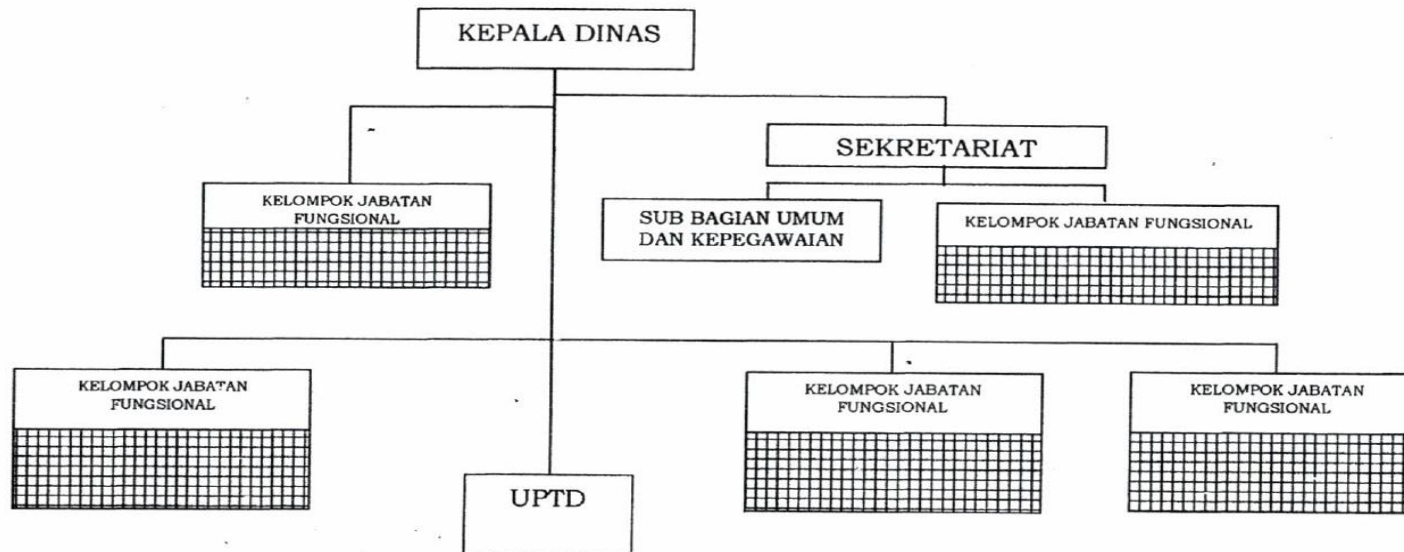 KEPALA DINAS
SEKRETARIAT
KELOMPOK JABATAN
FUNGSIONAL
SUB BAGIAN UMUM
DAN KEPEGAWAIAN
KELOMPOK JABATAN FUNGSIONAL
KELOMPOK JABATAN
FUNGSIONAL
KELOMPOK JABATAN
FUNGSIONAL
KELOMPOK JABATAN
FUNGSIONAL
UPTD